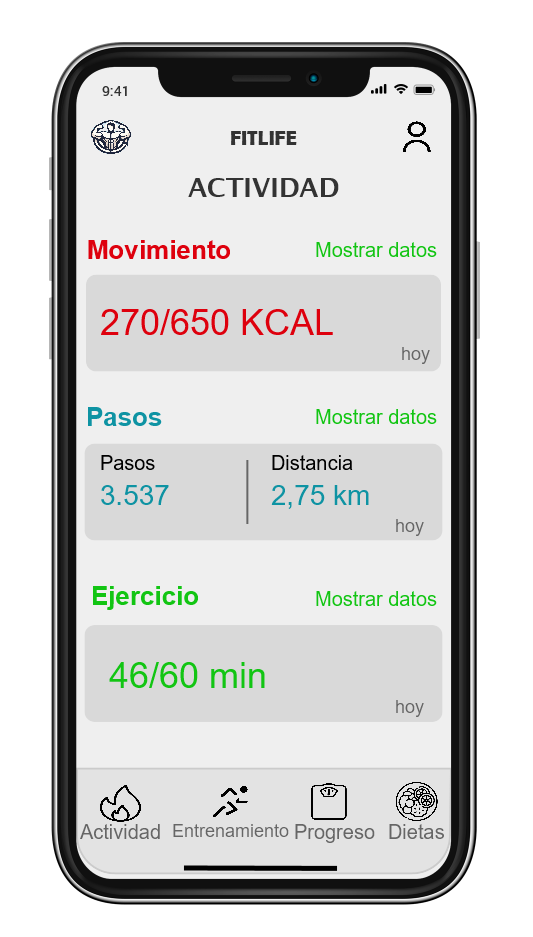 9:41
FITLIFE
ACTIVIDAD
Movimiento Mostrar datos
270/650 KCAL
hoy
Pasos Mostrar datos
Pasos Distancia
3.537 2,75 km
hoy
Ejercicio Mostrar datos
46/60 min
hoy
Actividad Entrenamiento Progreso Dietas